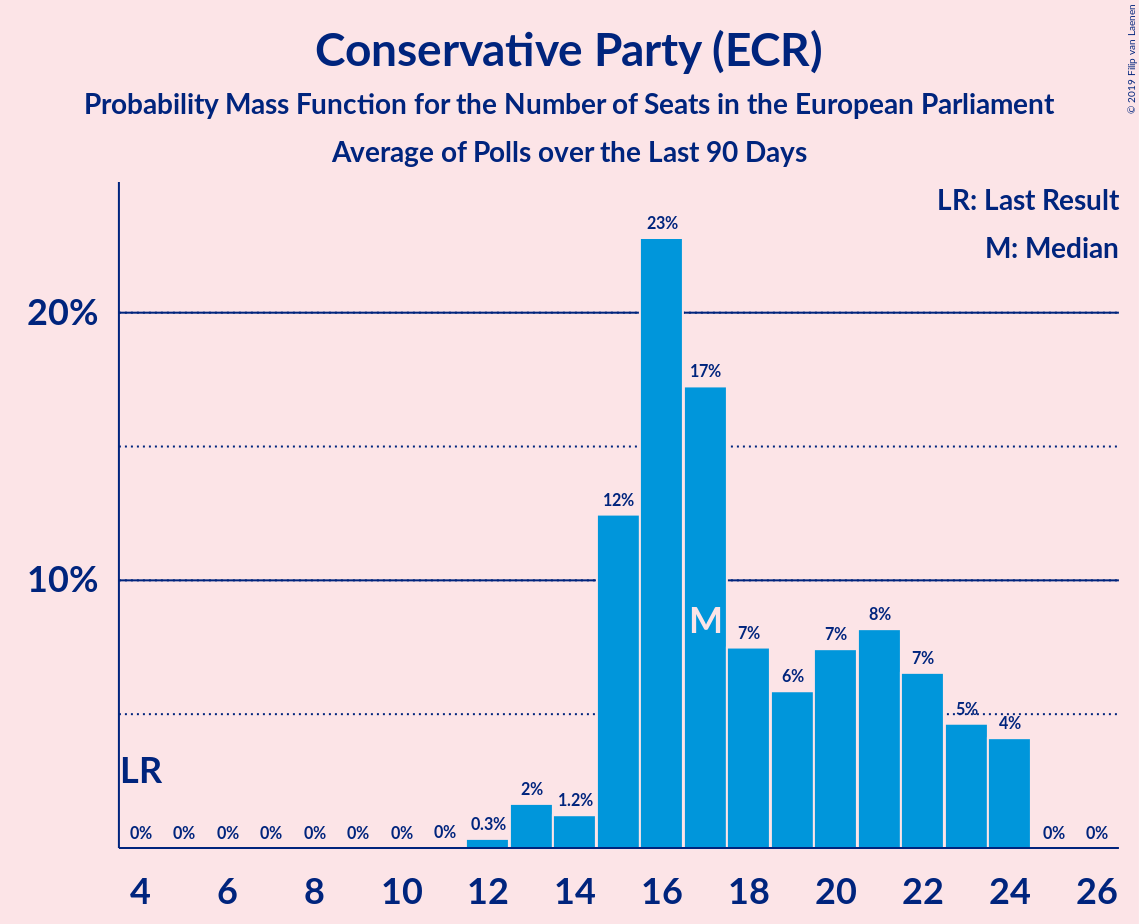 Conservative Party (ECR)
Probability Mass Function for the Number of Seats in the European Parliament
Average of Polls over the Last 90 Days
© 2019 Filip van Laenen
LR: Last Result
M: Median
20%
10%
0% 0% 0% 0% 0% 0% 0% 0% 0.3% 2% 1.2% 12% 23% 17% 7% 6% 7% 8% 7% 5% 4% 0% 0%
LR
M
4 6 8 10 12 14 16 18 20 22 24 26